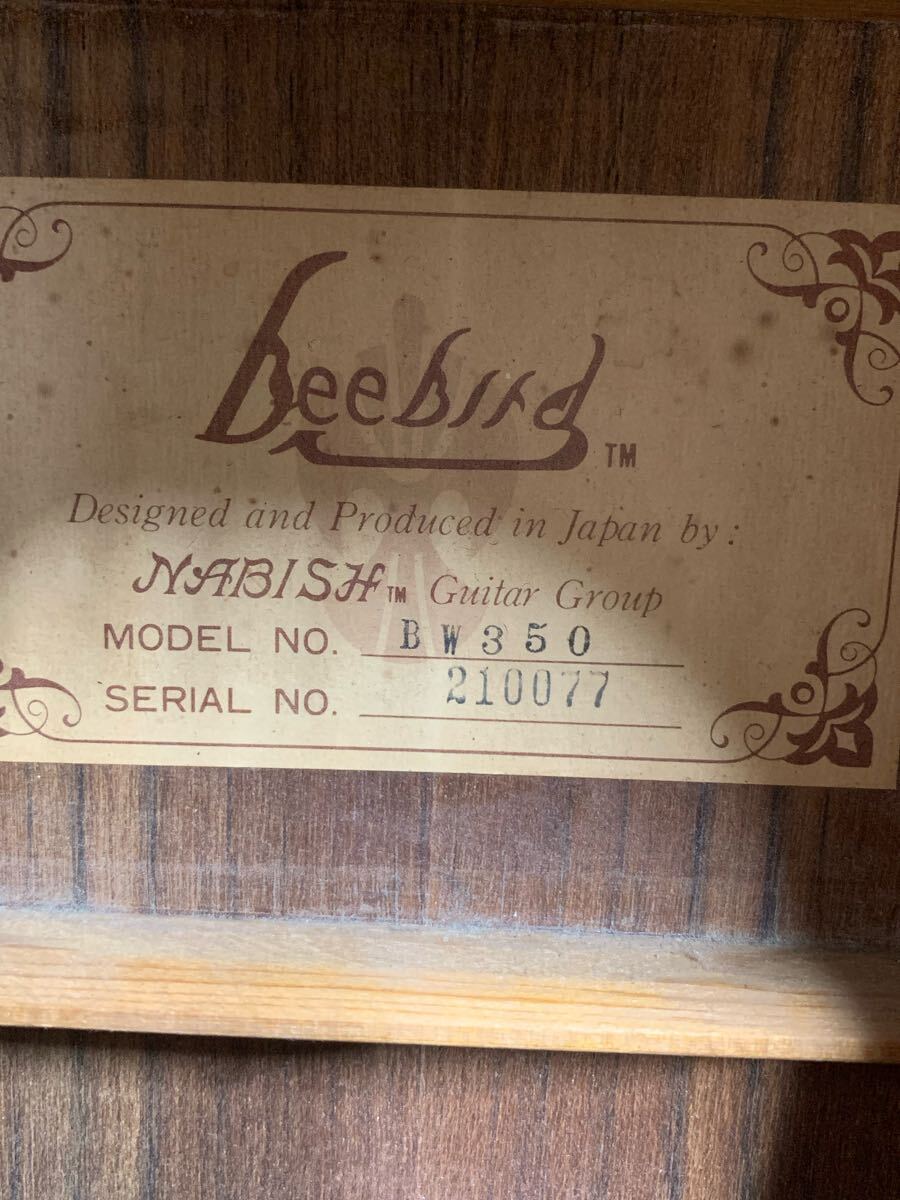 beebird TM
Designed and Produced in Japan by:
NABISH TM Guitar Group
MODEL NO. BW350
SERIAL NO. 210077